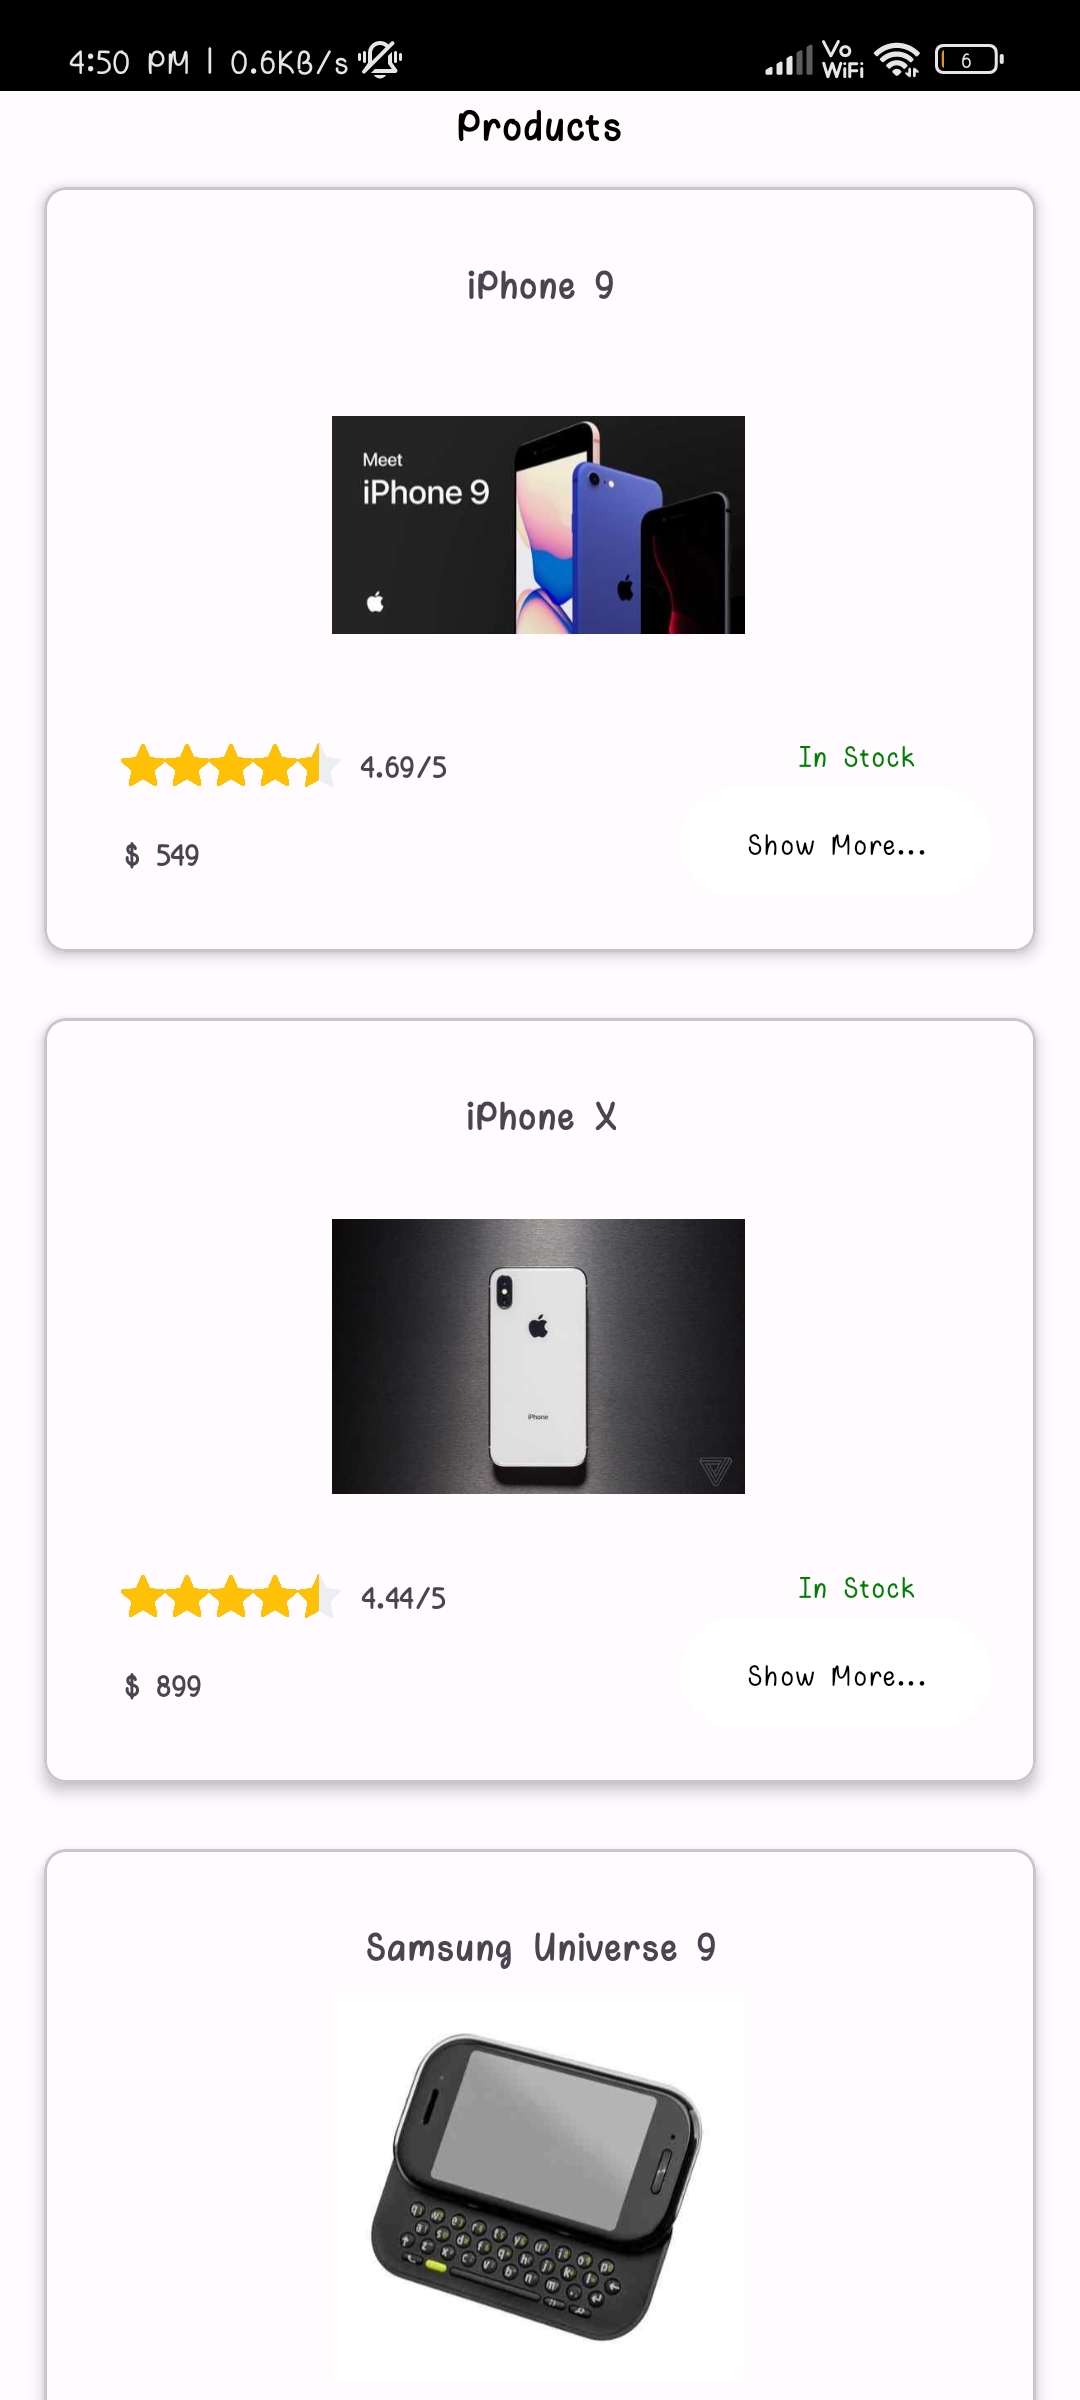 4:50 PM | 0.6KB/s
Vo
WiFi
6
Products
iPhone 9
Meet
iPhone 9
4.69/5
In Stock
$ 549
Show More...
iPhone X
iPhone
4.44/5
In Stock
$ 899
Show More...
Samsung Universe 9